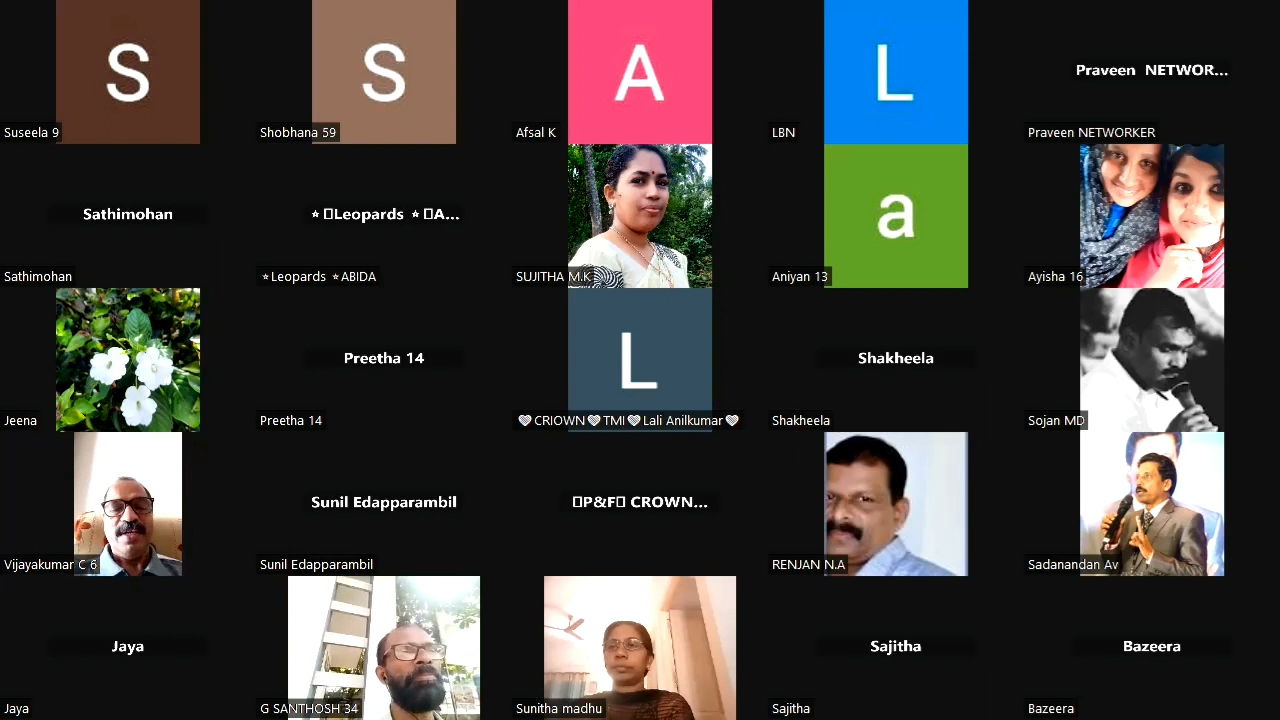 S
Suseela 9
S
Shobhana 59
A
Afsal K
L
LBN
Praveen NETWOR...
Praveen NETWORKER
Sathimohan
Sathimohan
⭐ Leopards ⭐ A...
⭐Leopards ⭐ABIDA
SUJITHA M.K
a
Aniyan 13
Ayisha 16
Jeena
Preetha 14
Preetha 14
L
🤍CRIOWN🤍TMI🤍Lali Anilkumar🤍
Shakheela
Shakheela
Sojan MD
Vijayakumar C 6
Sunil Edapparambil
Sunil Edapparambil
P&F CROWN...
RENJAN N.A
Sadanandan Av
Jaya
Jaya
G SANTHOSH 34
Sunitha madhu
Sajitha
Sajitha
Bazeera
Bazeera